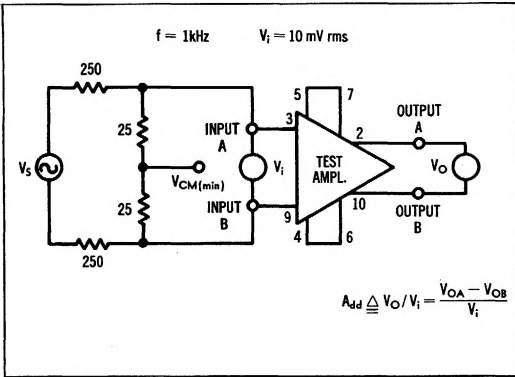 f = 1kHz Vi = 10 mV rms
250
5 7
25
INPUT A
3
2
OUTPUT A
VS
VCM(min)
Vi
TEST AMPL.
VO
25
INPUT B
9
10
OUTPUT B
4 6
250
Add ≜ VO/Vi = VOA − VOB / Vi